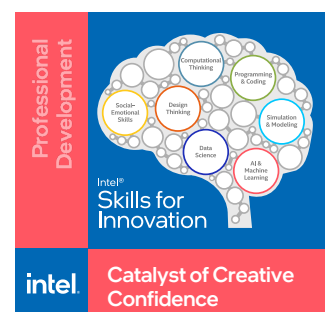 Professional
Development
Computational
Thinking
Programming
& Coding
Social-
Emotional
Skills
Design
Thinking
Simulation
& Modeling
Data
Science
AI &
Machine
Learning
Intel®
Skills for
Innovation
intel.
Catalyst of Creative
Confidence